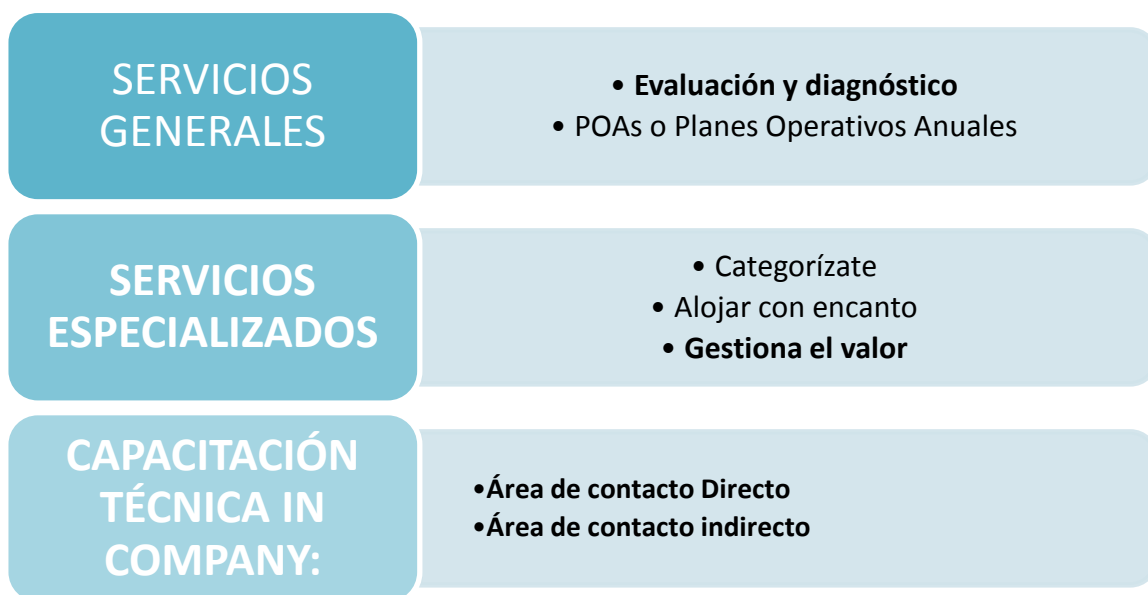 SERVICIOS
GENERALES
• Evaluación y diagnóstico
• POAs o Planes Operativos Anuales
SERVICIOS
ESPECIALIZADOS
• Categorízate
• Alojar con encanto
• Gestiona el valor
CAPACITACIÓN
TÉCNICA IN
COMPANY:
•Área de contacto Directo
•Área de contacto indirecto